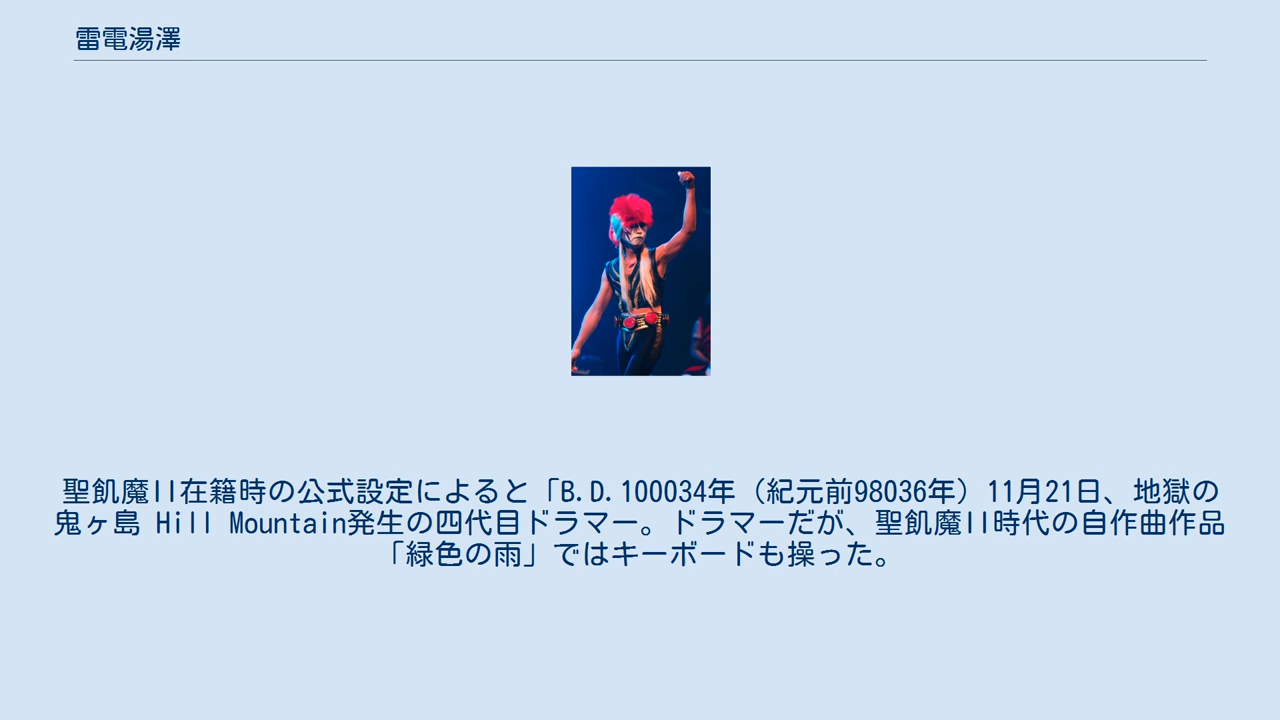 雷電湯澤
聖飢魔II在籍時の公式設定によると「B.D.100034年（紀元前98036年）11月21日、地獄の
鬼ヶ島 Hill Mountain発生の四代目ドラマー。ドラマーだが、聖飢魔II時代の自作曲作品
「緑色の雨」ではキーボードも操った。